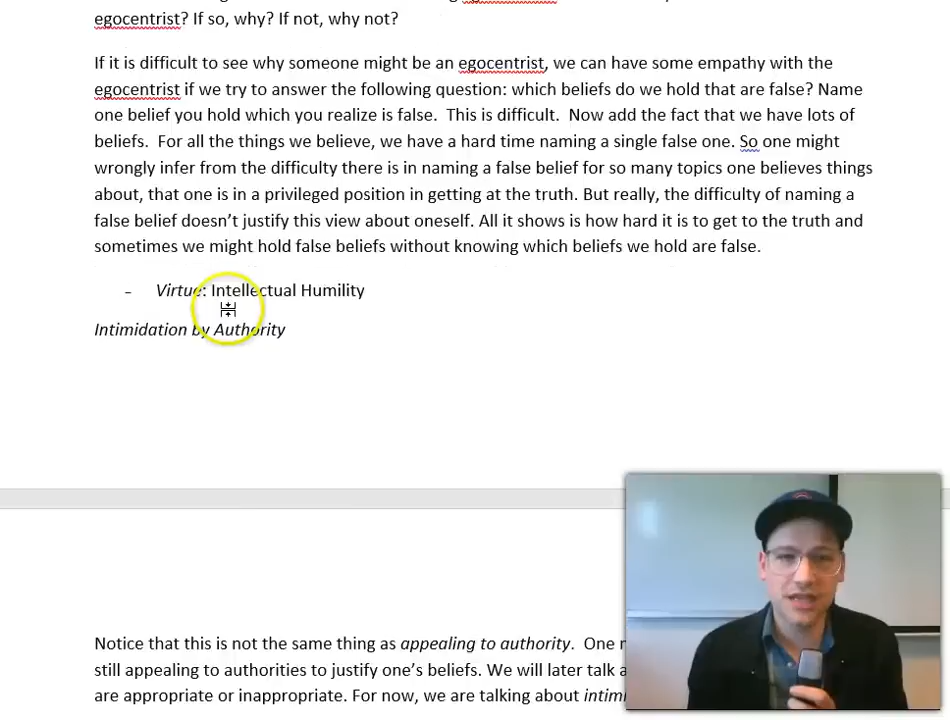 egocentrist? If so, why? If not, why not?
If it is difficult to see why someone might be an egocentrist, we can have some empathy with the
egocentrist if we try to answer the following question: which beliefs do we hold that are false? Name
one belief you hold which you realize is false.  This is difficult.  Now add the fact that we have lots of
beliefs.  For all the things we believe, we have a hard time naming a single false one. So one might
wrongly infer from the difficulty there is in naming a false belief for so many topics one believes things
about, that one is in a privileged position in getting at the truth. But really, the difficulty of naming a
false belief doesn’t justify this view about oneself. All it shows is how hard it is to get to the truth and
sometimes we might hold false beliefs without knowing which beliefs we hold are false.
- Virtue: Intellectual Humility
Intimidation by Authority
Notice that this is not the same thing as appealing to authority.  One
still appealing to authorities to justify one’s beliefs. We will later talk
are appropriate or inappropriate. For now, we are talking about